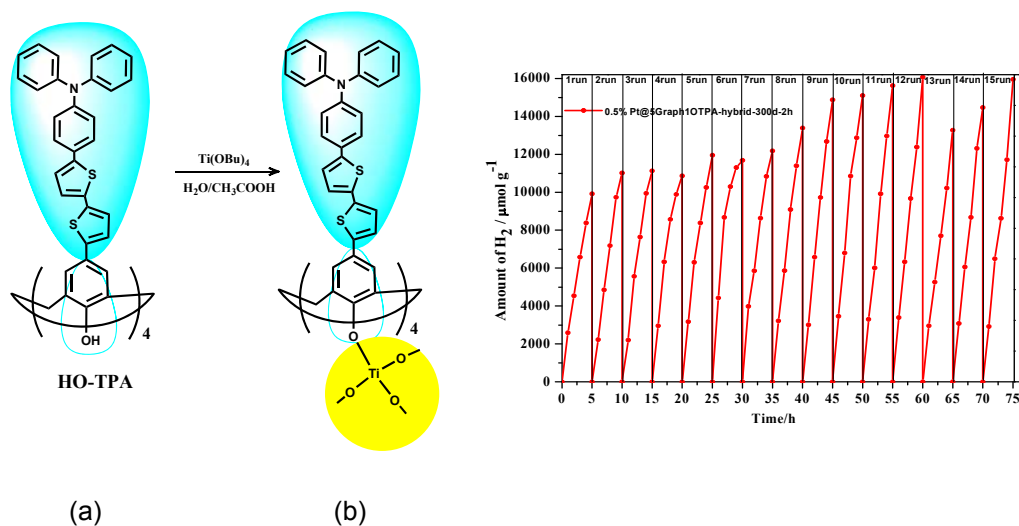 N
S
S
OH
4
HO-TPA
Ti(OBu)4
H2O/CH3COOH
N
S
S
4
O
Ti
O
O
O
(a)
(b)
1run 2run 3run 4run 5run 6run 7run 8run 9run 10run 11run 12run 13run 14run 15run
0.5% Pt@5Graph1OTPA-hybrid-300d-2h
Amount of H2 / μmol g-1
16000
14000
12000
10000
8000
6000
4000
2000
0
0 5 10 15 20 25 30 35 40 45 50 55 60 65 70 75
Time/h